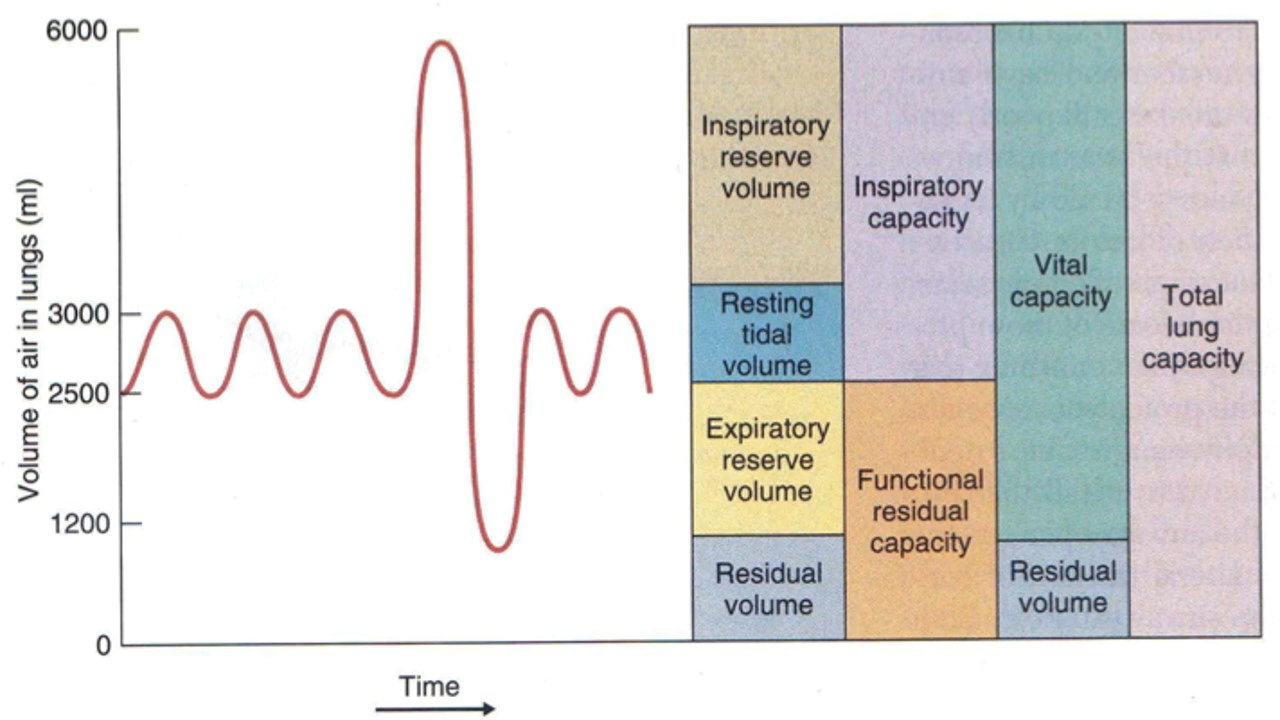 6000
3000
2500
1200
0
Volume of air in lungs (ml)
Time
Inspiratory
reserve
volume
Resting
tidal
volume
Expiratory
reserve
volume
Residual
volume
Inspiratory
capacity
Functional
residual
capacity
Vital
capacity
Residual
volume
Total
lung
capacity